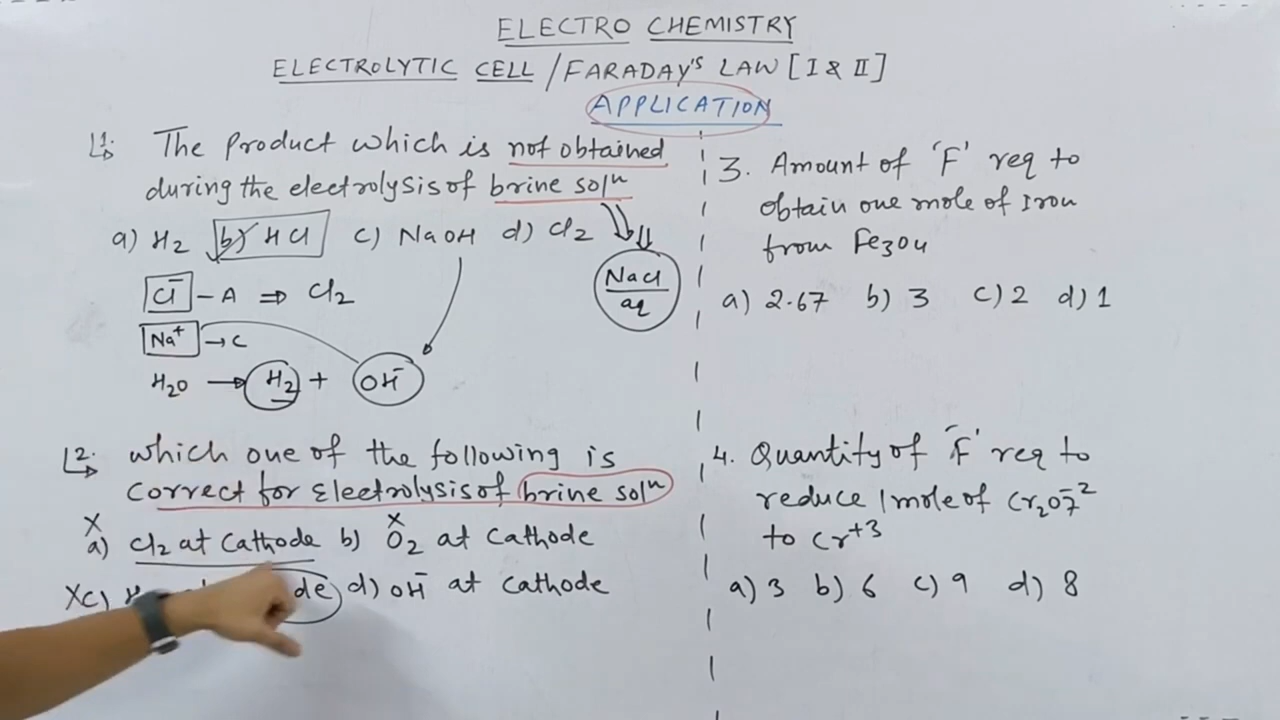 ELECTRO CHEMISTRY
ELECTROLYTIC CELL / FARADAY'S LAW [I & II]
APPLICATION
1. The Product which is not obtained
during the electrolysis of brine solⁿ
a) H2 b) HCl c) NaOH d) Cl2
NaCl
aq
Cl⁻ - A ⇒ Cl2
Na⁺ → C
H2O → H2 + OH⁻
2. which one of the following is
correct for Electrolysis of brine solⁿ
X X
a) Cl2 at Cathode b) O2 at Cathode
X c) de d) OH⁻ at Cathode
3. Amount of 'F' req to
obtain one mole of Iron
from Fe3O4
a) 2.67 b) 3 c) 2 d) 1
4. Quantity of 'F' req to
reduce 1 mole of Cr2O7⁻²
to Cr⁺³
a) 3 b) 6 c) 9 d) 8